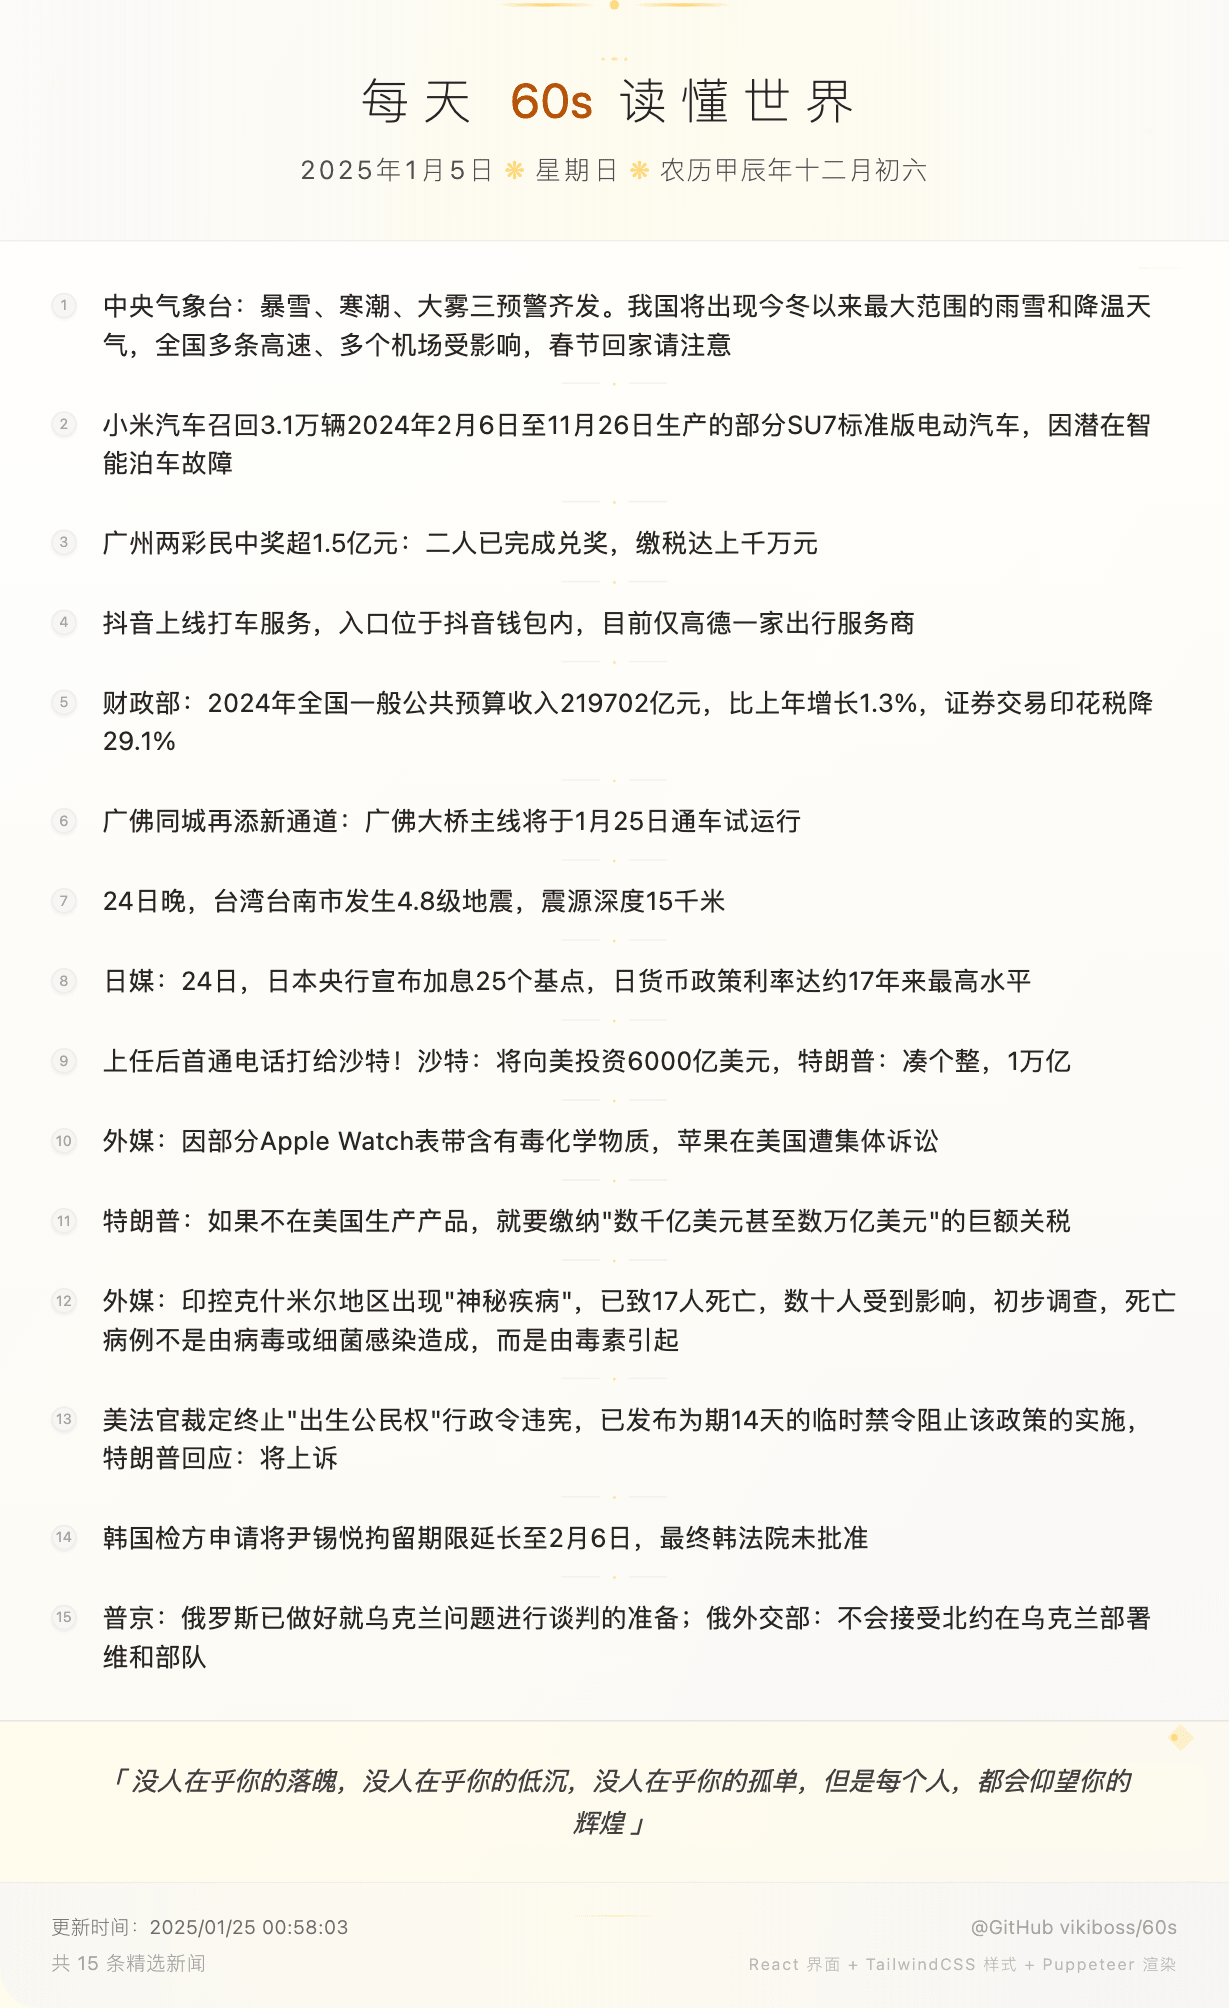 每天 60s 读懂世界
2025年1月5日 ❋ 星期日 ❋ 农历甲辰年十二月初六
1 中央气象台：暴雪、寒潮、大雾三预警齐发。我国将出现今冬以来最大范围的雨雪和降温天
气，全国多条高速、多个机场受影响，春节回家请注意
2 小米汽车召回3.1万辆2024年2月6日至11月26日生产的部分SU7标准版电动汽车，因潜在智
能泊车故障
3 广州两彩民中奖超1.5亿元：二人已完成兑奖，缴税达上千万元
4 抖音上线打车服务，入口位于抖音钱包内，目前仅高德一家出行服务商
5 财政部：2024年全国一般公共预算收入219702亿元，比上年增长1.3%，证券交易印花税降
29.1%
6 广佛同城再添新通道：广佛大桥主线将于1月25日通车试运行
7 24日晚，台湾台南市发生4.8级地震，震源深度15千米
8 日媒：24日，日本央行宣布加息25个基点，日货币政策利率达约17年来最高水平
9 上任后首通电话打给沙特！沙特：将向美投资6000亿美元，特朗普：凑个整，1万亿
10 外媒：因部分Apple Watch表带含有毒化学物质，苹果在美国遭集体诉讼
11 特朗普：如果不在美国生产产品，就要缴纳"数千亿美元甚至数万亿美元"的巨额关税
12 外媒：印控克什米尔地区出现"神秘疾病"，已致17人死亡，数十人受到影响，初步调查，死亡
病例不是由病毒或细菌感染造成，而是由毒素引起
13 美法官裁定终止"出生公民权"行政令违宪，已发布为期14天的临时禁令阻止该政策的实施，
特朗普回应：将上诉
14 韩国检方申请将尹锡悦拘留期限延长至2月6日，最终韩法院未批准
15 普京：俄罗斯已做好就乌克兰问题进行谈判的准备；俄外交部：不会接受北约在乌克兰部署
维和部队
「 没人在乎你的落魄，没人在乎你的低沉，没人在乎你的孤单，但是每个人，都会仰望你的
辉煌 」
更新时间：2025/01/25 00:58:03
@GitHub vikiboss/60s
共 15 条精选新闻
React 界面 + TailwindCSS 样式 + Puppeteer 渲染